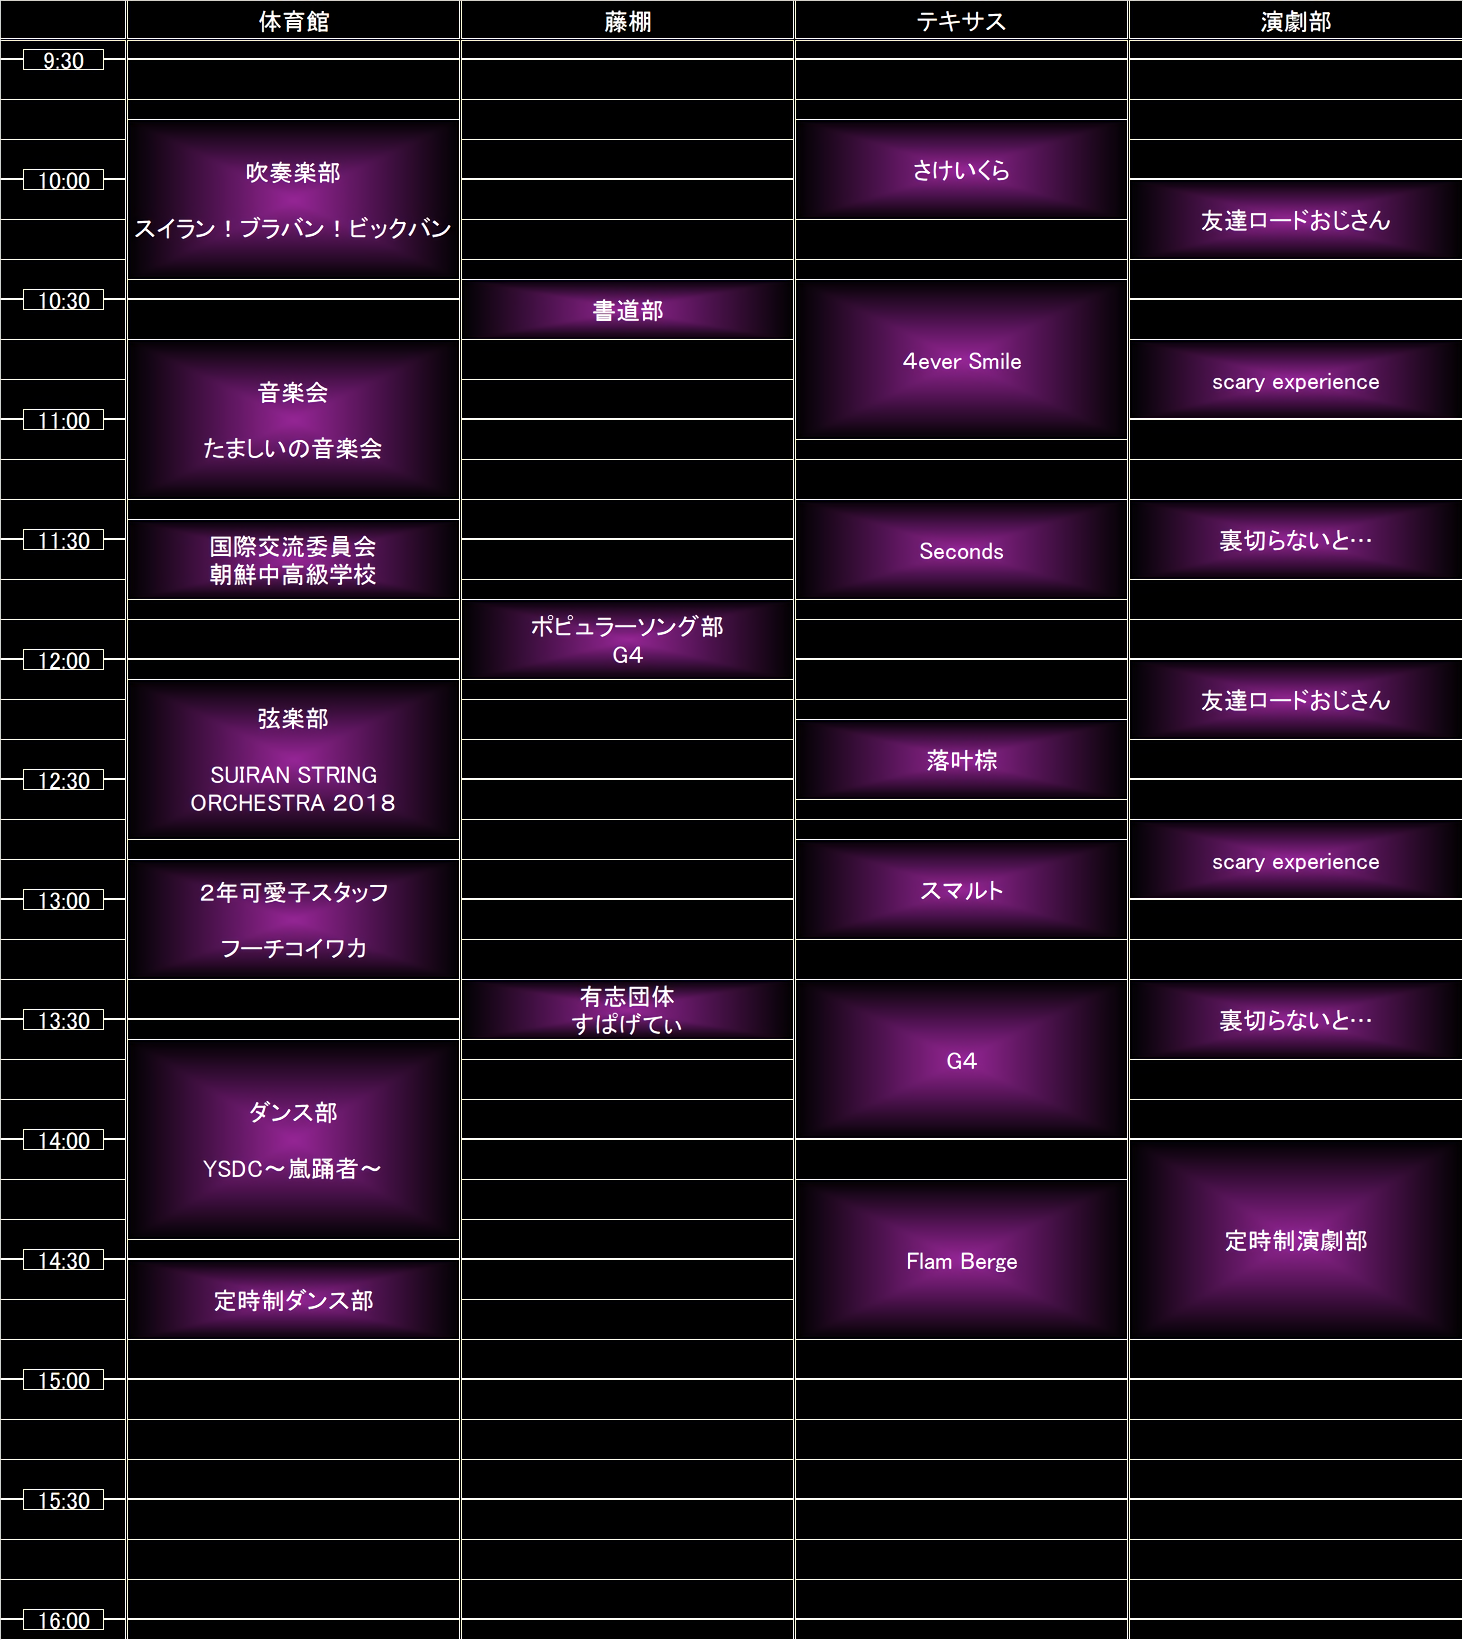 体育館
藤棚
テキサス
演劇部
9:30
10:00
10:30
11:00
11:30
12:00
12:30
13:00
13:30
14:00
14:30
15:00
15:30
16:00
吹奏楽部
スイラン！ブラバン！ビックバン
音楽会
たましいの音楽会
国際交流委員会
朝鮮中高級学校
弦楽部
SUIRAN STRING
ORCHESTRA ２０１８
２年可愛子スタッフ
フーチコイワカ
ダンス部
YSDC～嵐踊者～
定時制ダンス部
書道部
ポピュラーソング部
G4
有志団体
すぱげてぃ
さけいくら
4ever Smile
Seconds
落叶棕
スマルト
G4
Flam Berge
友達ロードおじさん
scary experience
裏切らないと…
友達ロードおじさん
scary experience
裏切らないと…
定時制演劇部